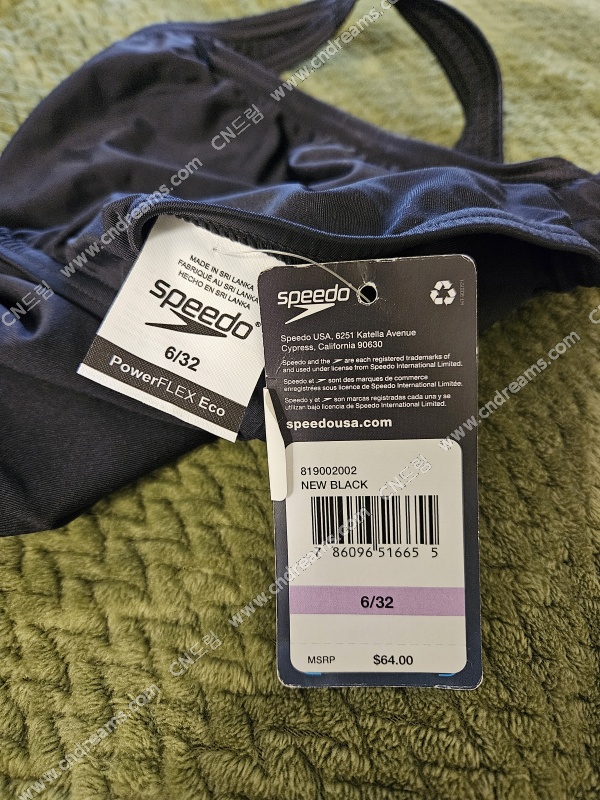 MADE IN SRI LANKA
FABRIQUÉ AU SRI LANKA
HECHO EN SRI LANKA
speedo®
6/32
PowerFLEX Eco
speedo
Speedo USA, 6251 Katella Avenue
Cypress, California 90630
Speedo and the are each registered trademarks of
and used under license from Speedo International Limited.
Speedo et sont des marques de commerce
enregistrées sous licence de Speedo International Limitée.
Speedo y et son marcas registradas cada una y se
utilizan bajo licencia de Speedo International Limited.
speedousa.com
819002002
NEW BLACK
7 86096 51665 5
6/32
MSRP $64.00
CN드림 www.cndreams.com